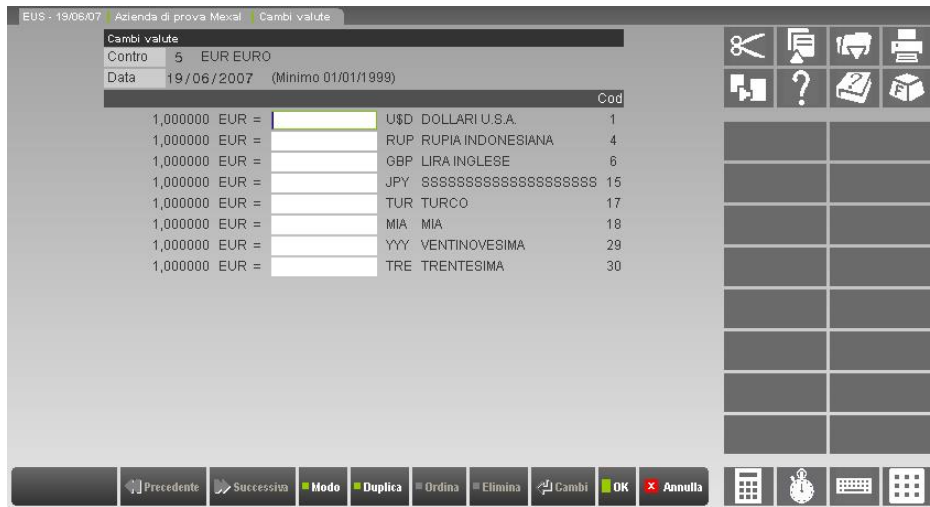 EUS - 19/06/07 Azienda di prova Mexal Cambi valute
Cambi valute
Contro 5 EUR EURO
Data 19/06/2007 (Minimo 01/01/1999)
Cod
1,000000 EUR = U$D DOLLARI U.S.A. 1
1,000000 EUR = RUP RUPIA INDONESIANA 4
1,000000 EUR = GBP LIRA INGLESE 6
1,000000 EUR = JPY SSSSSSSSSSSSSSSSSSSS 15
1,000000 EUR = TUR TURCO 17
1,000000 EUR = MIA MIA 18
1,000000 EUR = YYY VENTINOVESIMA 29
1,000000 EUR = TRE TRENTESIMA 30
Precedente Successiva Modo Duplica Ordina Elimina Cambi OK X Annulla